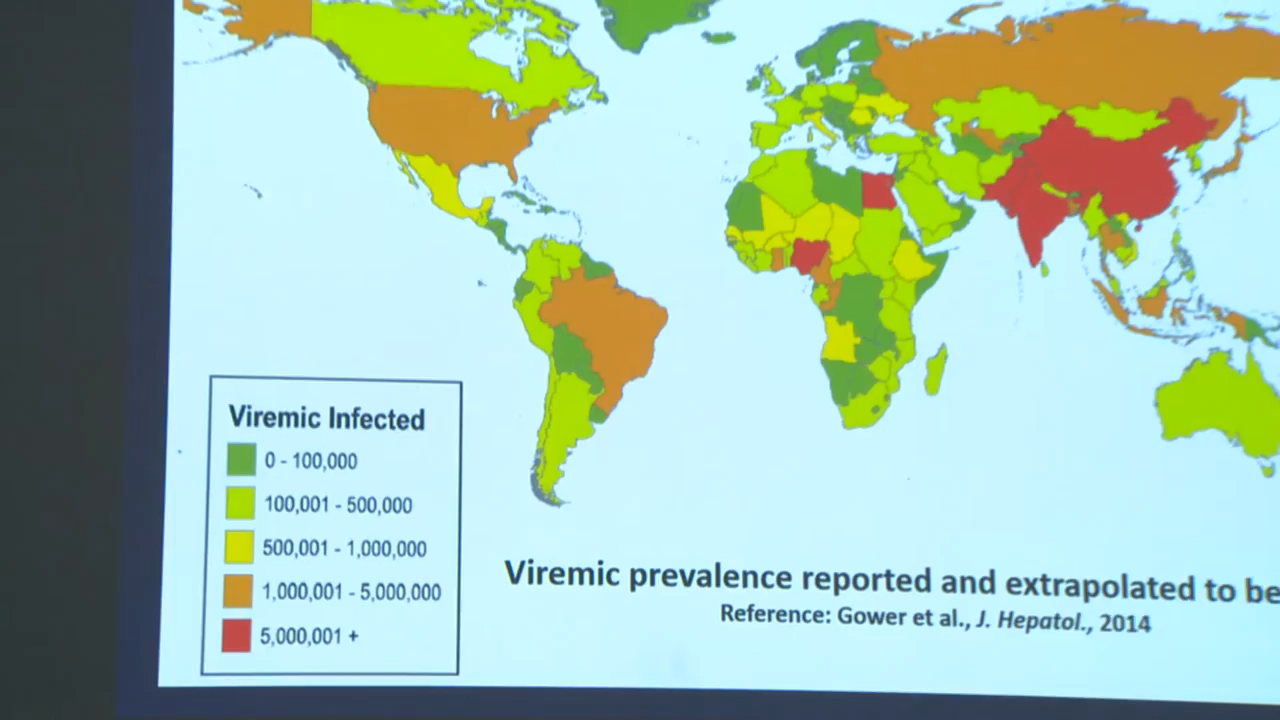 Viremic Infected
0 - 100,000
100,001 - 500,000
500,001 - 1,000,000
1,000,001 - 5,000,000
5,000,001 +
Viremic prevalence reported and extrapolated to be
Reference: Gower et al., J. Hepatol., 2014